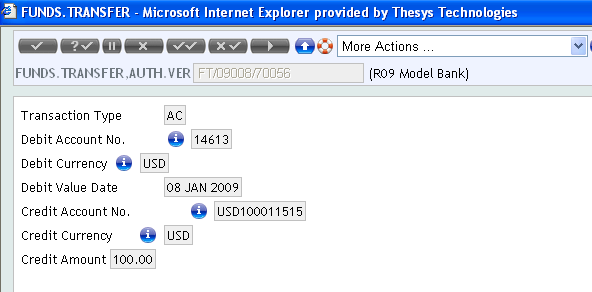 FUNDS.TRANSFER - Microsoft Internet Explorer provided by Thesys Technologies
More Actions ...
FUNDS.TRANSFER,AUTH.VER FT/09008/70056 (R09 Model Bank)
Transaction Type AC
Debit Account No. 14613
Debit Currency USD
Debit Value Date 08 JAN 2009
Credit Account No. USD100011515
Credit Currency USD
Credit Amount 100.00